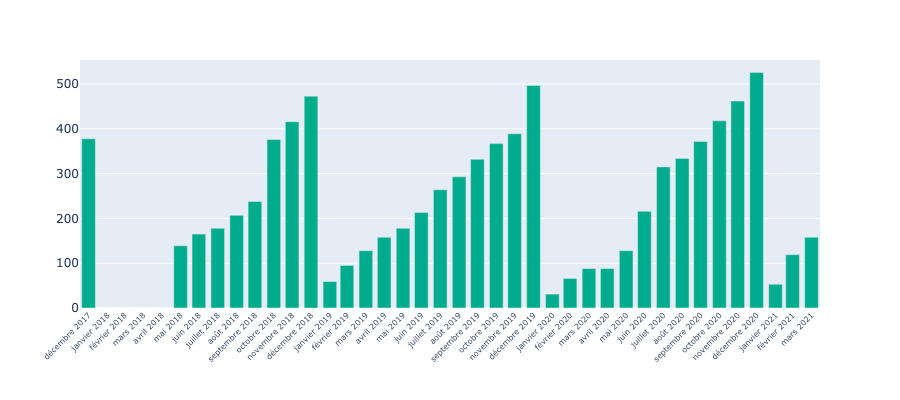 500
400
300
200
100
0
décembre 2017
janvier 2018
février 2018
mars 2018
avril 2018
mai 2018
juin 2018
juillet 2018
août 2018
septembre 2018
octobre 2018
novembre 2018
décembre 2018
janvier 2019
février 2019
mars 2019
avril 2019
mai 2019
juin 2019
juillet 2019
août 2019
septembre 2019
octobre 2019
novembre 2019
décembre 2019
janvier 2020
février 2020
mars 2020
avril 2020
mai 2020
juin 2020
juillet 2020
août 2020
septembre 2020
octobre 2020
novembre 2020
décembre 2020
janvier 2021
février 2021
mars 2021